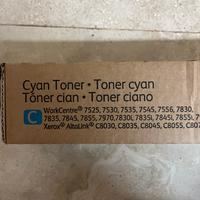 Cyan Toner • Toner cyan
Tóner cian • Toner ciano
C
WorkCentre® 7525, 7530, 7535, 7545, 7556, 7830,
7835, 7845, 7855, 7970, 7830i, 7835i, 7845i, 7855i,
Xerox® AltaLink® C8030, C8035, C8045, C8055,